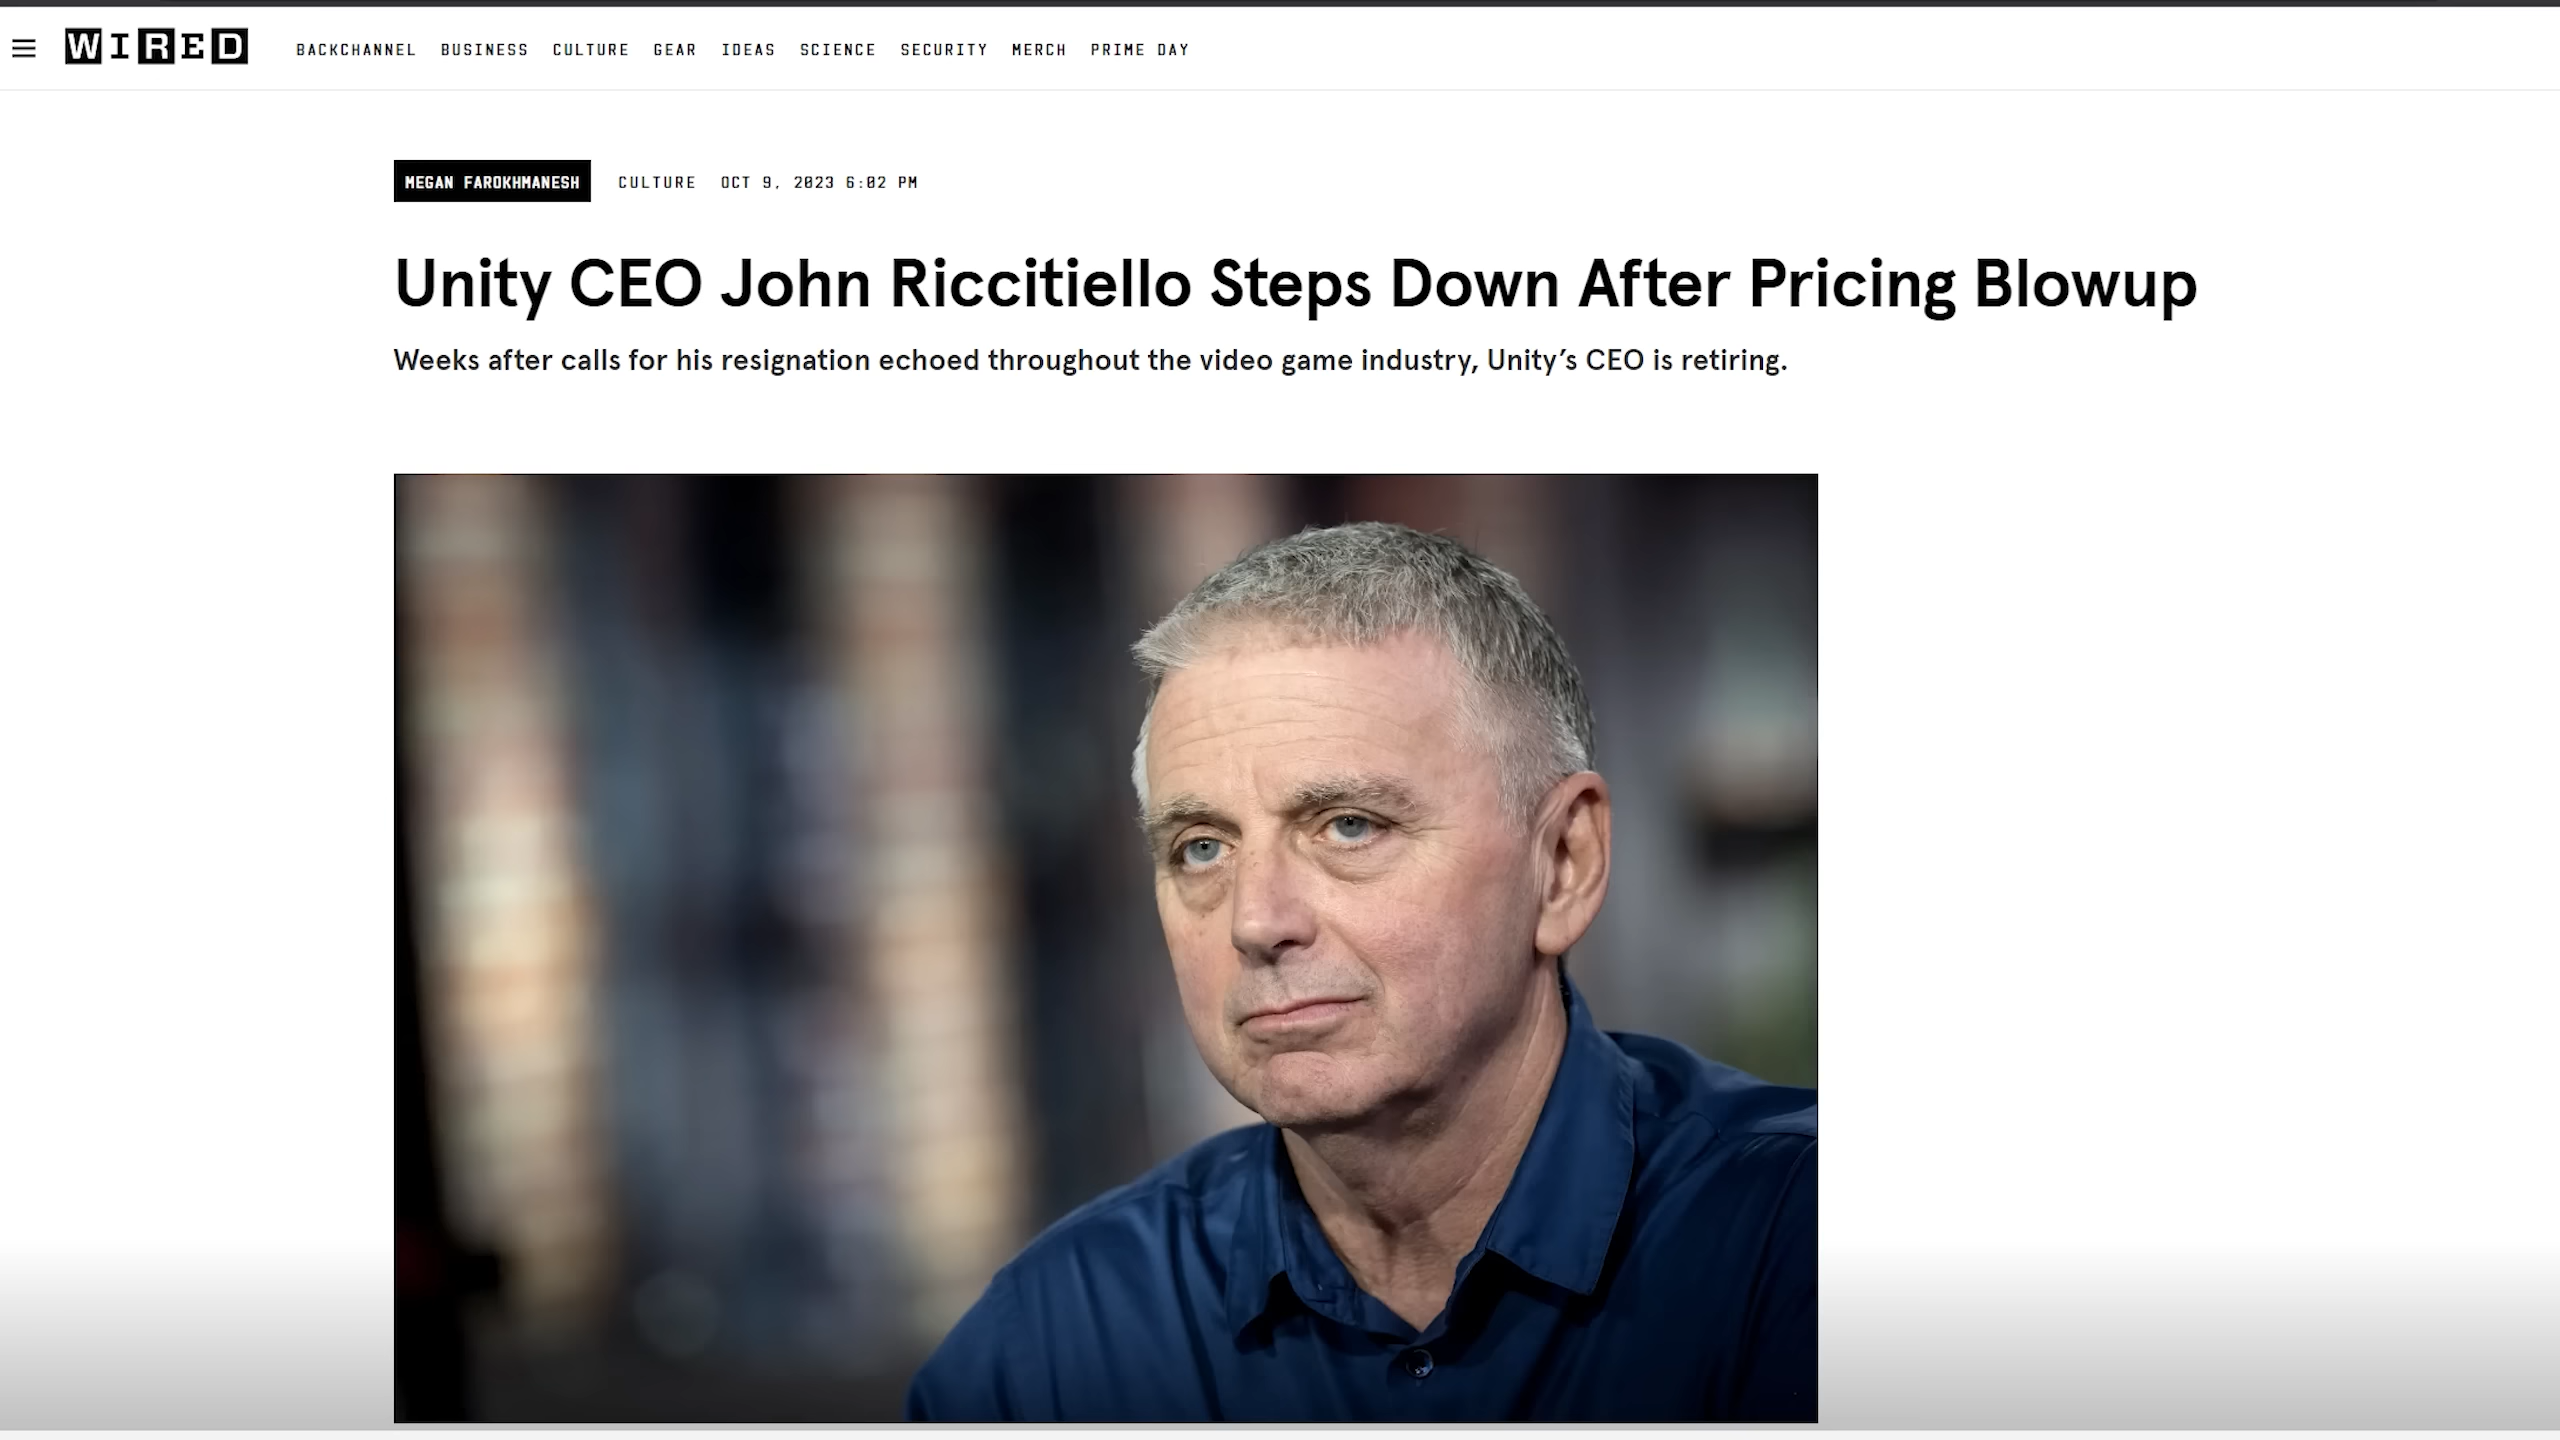 WIRED BACKCHANNEL BUSINESS CULTURE GEAR IDEAS SCIENCE SECURITY MERCH PRIME DAY
MEGAN FAROKHMANESH CULTURE OCT 9, 2023 6:02 PM
Unity CEO John Riccitiello Steps Down After Pricing Blowup
Weeks after calls for his resignation echoed throughout the video game industry, Unity’s CEO is retiring.